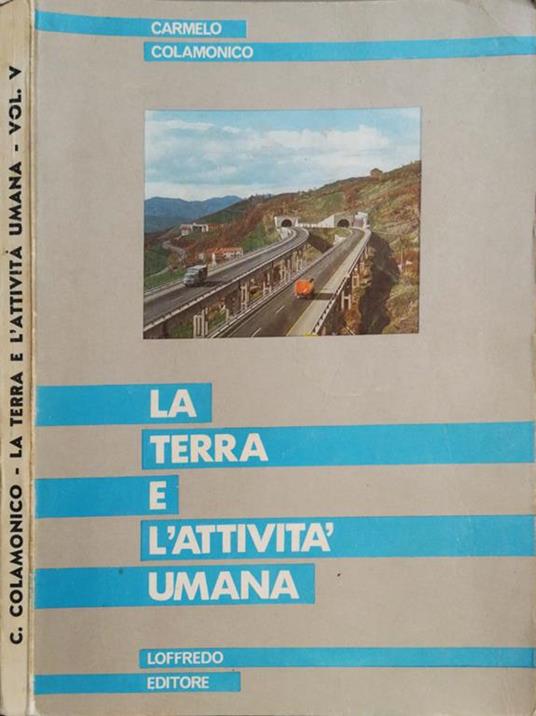 C. COLAMONICO - LA TERRA E L'ATTIVITÀ UMANA - VOL. V
CARMELO
COLAMONICO
LA
TERRA
E
L'ATTIVITA'
UMANA
LOFFREDO
EDITORE